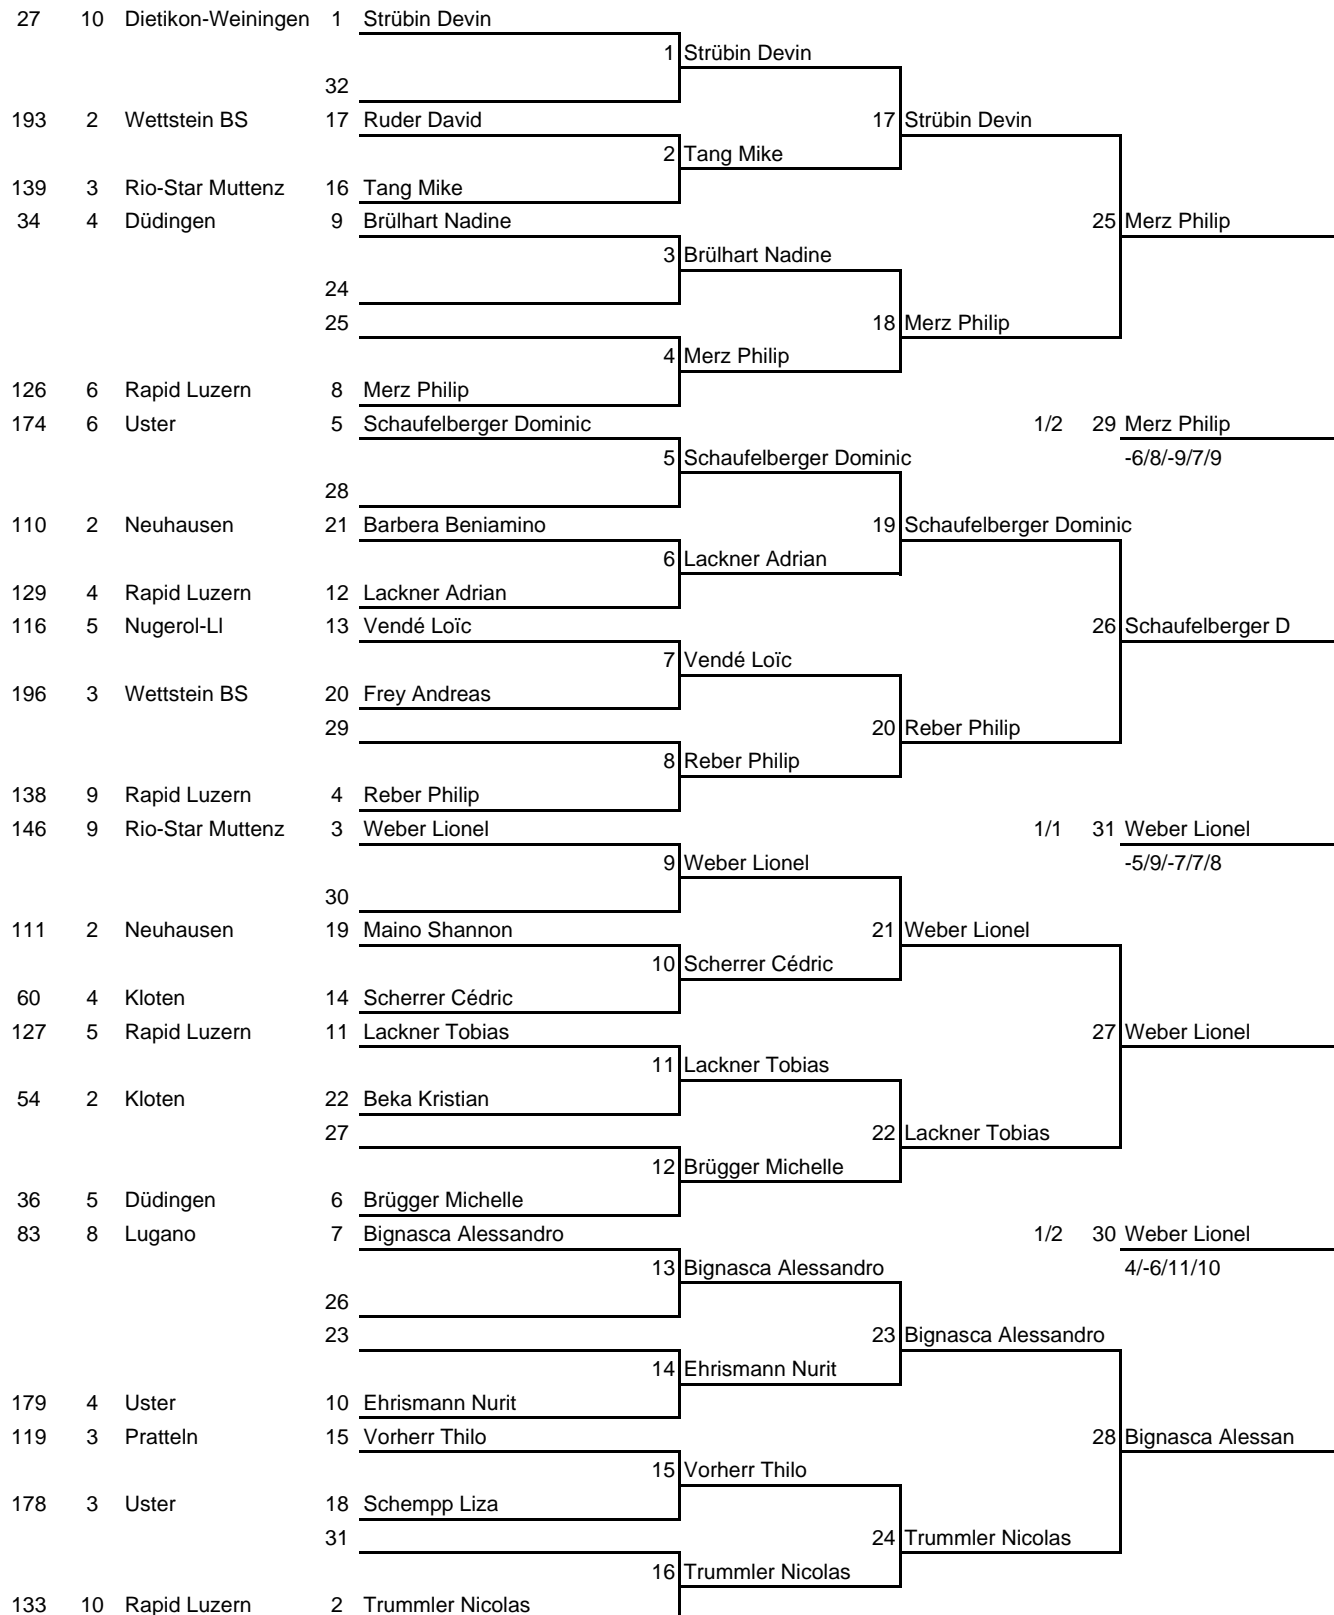 27 10 Dietikon-Weiningen 1 Strübin Devin
1 Strübin Devin
32
193 2 Wettstein BS 17 Ruder David 17 Strübin Devin
2 Tang Mike
139 3 Rio-Star Muttenz 16 Tang Mike
34 4 Düdingen 9 Brülhart Nadine 25 Merz Philip
3 Brülhart Nadine
24
25 18 Merz Philip
4 Merz Philip
126 6 Rapid Luzern 8 Merz Philip
174 6 Uster 5 Schaufelberger Dominic 1/2 29 Merz Philip
5 Schaufelberger Dominic -6/8/-9/7/9
28
110 2 Neuhausen 21 Barbera Beniamino 19 Schaufelberger Dominic
6 Lackner Adrian
129 4 Rapid Luzern 12 Lackner Adrian
116 5 Nugerol-Ll 13 Vendé Loïc 26 Schaufelberger D
7 Vendé Loïc
196 3 Wettstein BS 20 Frey Andreas
29 20 Reber Philip
8 Reber Philip
138 9 Rapid Luzern 4 Reber Philip
146 9 Rio-Star Muttenz 3 Weber Lionel 1/1 31 Weber Lionel
9 Weber Lionel -5/9/-7/7/8
30
111 2 Neuhausen 19 Maino Shannon 21 Weber Lionel
10 Scherrer Cédric
60 4 Kloten 14 Scherrer Cédric
127 5 Rapid Luzern 11 Lackner Tobias 27 Weber Lionel
11 Lackner Tobias
54 2 Kloten 22 Beka Kristian
27 22 Lackner Tobias
12 Brügger Michelle
36 5 Düdingen 6 Brügger Michelle
83 8 Lugano 7 Bignasca Alessandro 1/2 30 Weber Lionel
13 Bignasca Alessandro 4/-6/11/10
26
23 23 Bignasca Alessandro
14 Ehrismann Nurit
179 4 Uster 10 Ehrismann Nurit
119 3 Pratteln 15 Vorherr Thilo 28 Bignasca Alessan
15 Vorherr Thilo
178 3 Uster 18 Schempp Liza
31 24 Trummler Nicolas
16 Trummler Nicolas
133 10 Rapid Luzern 2 Trummler Nicolas